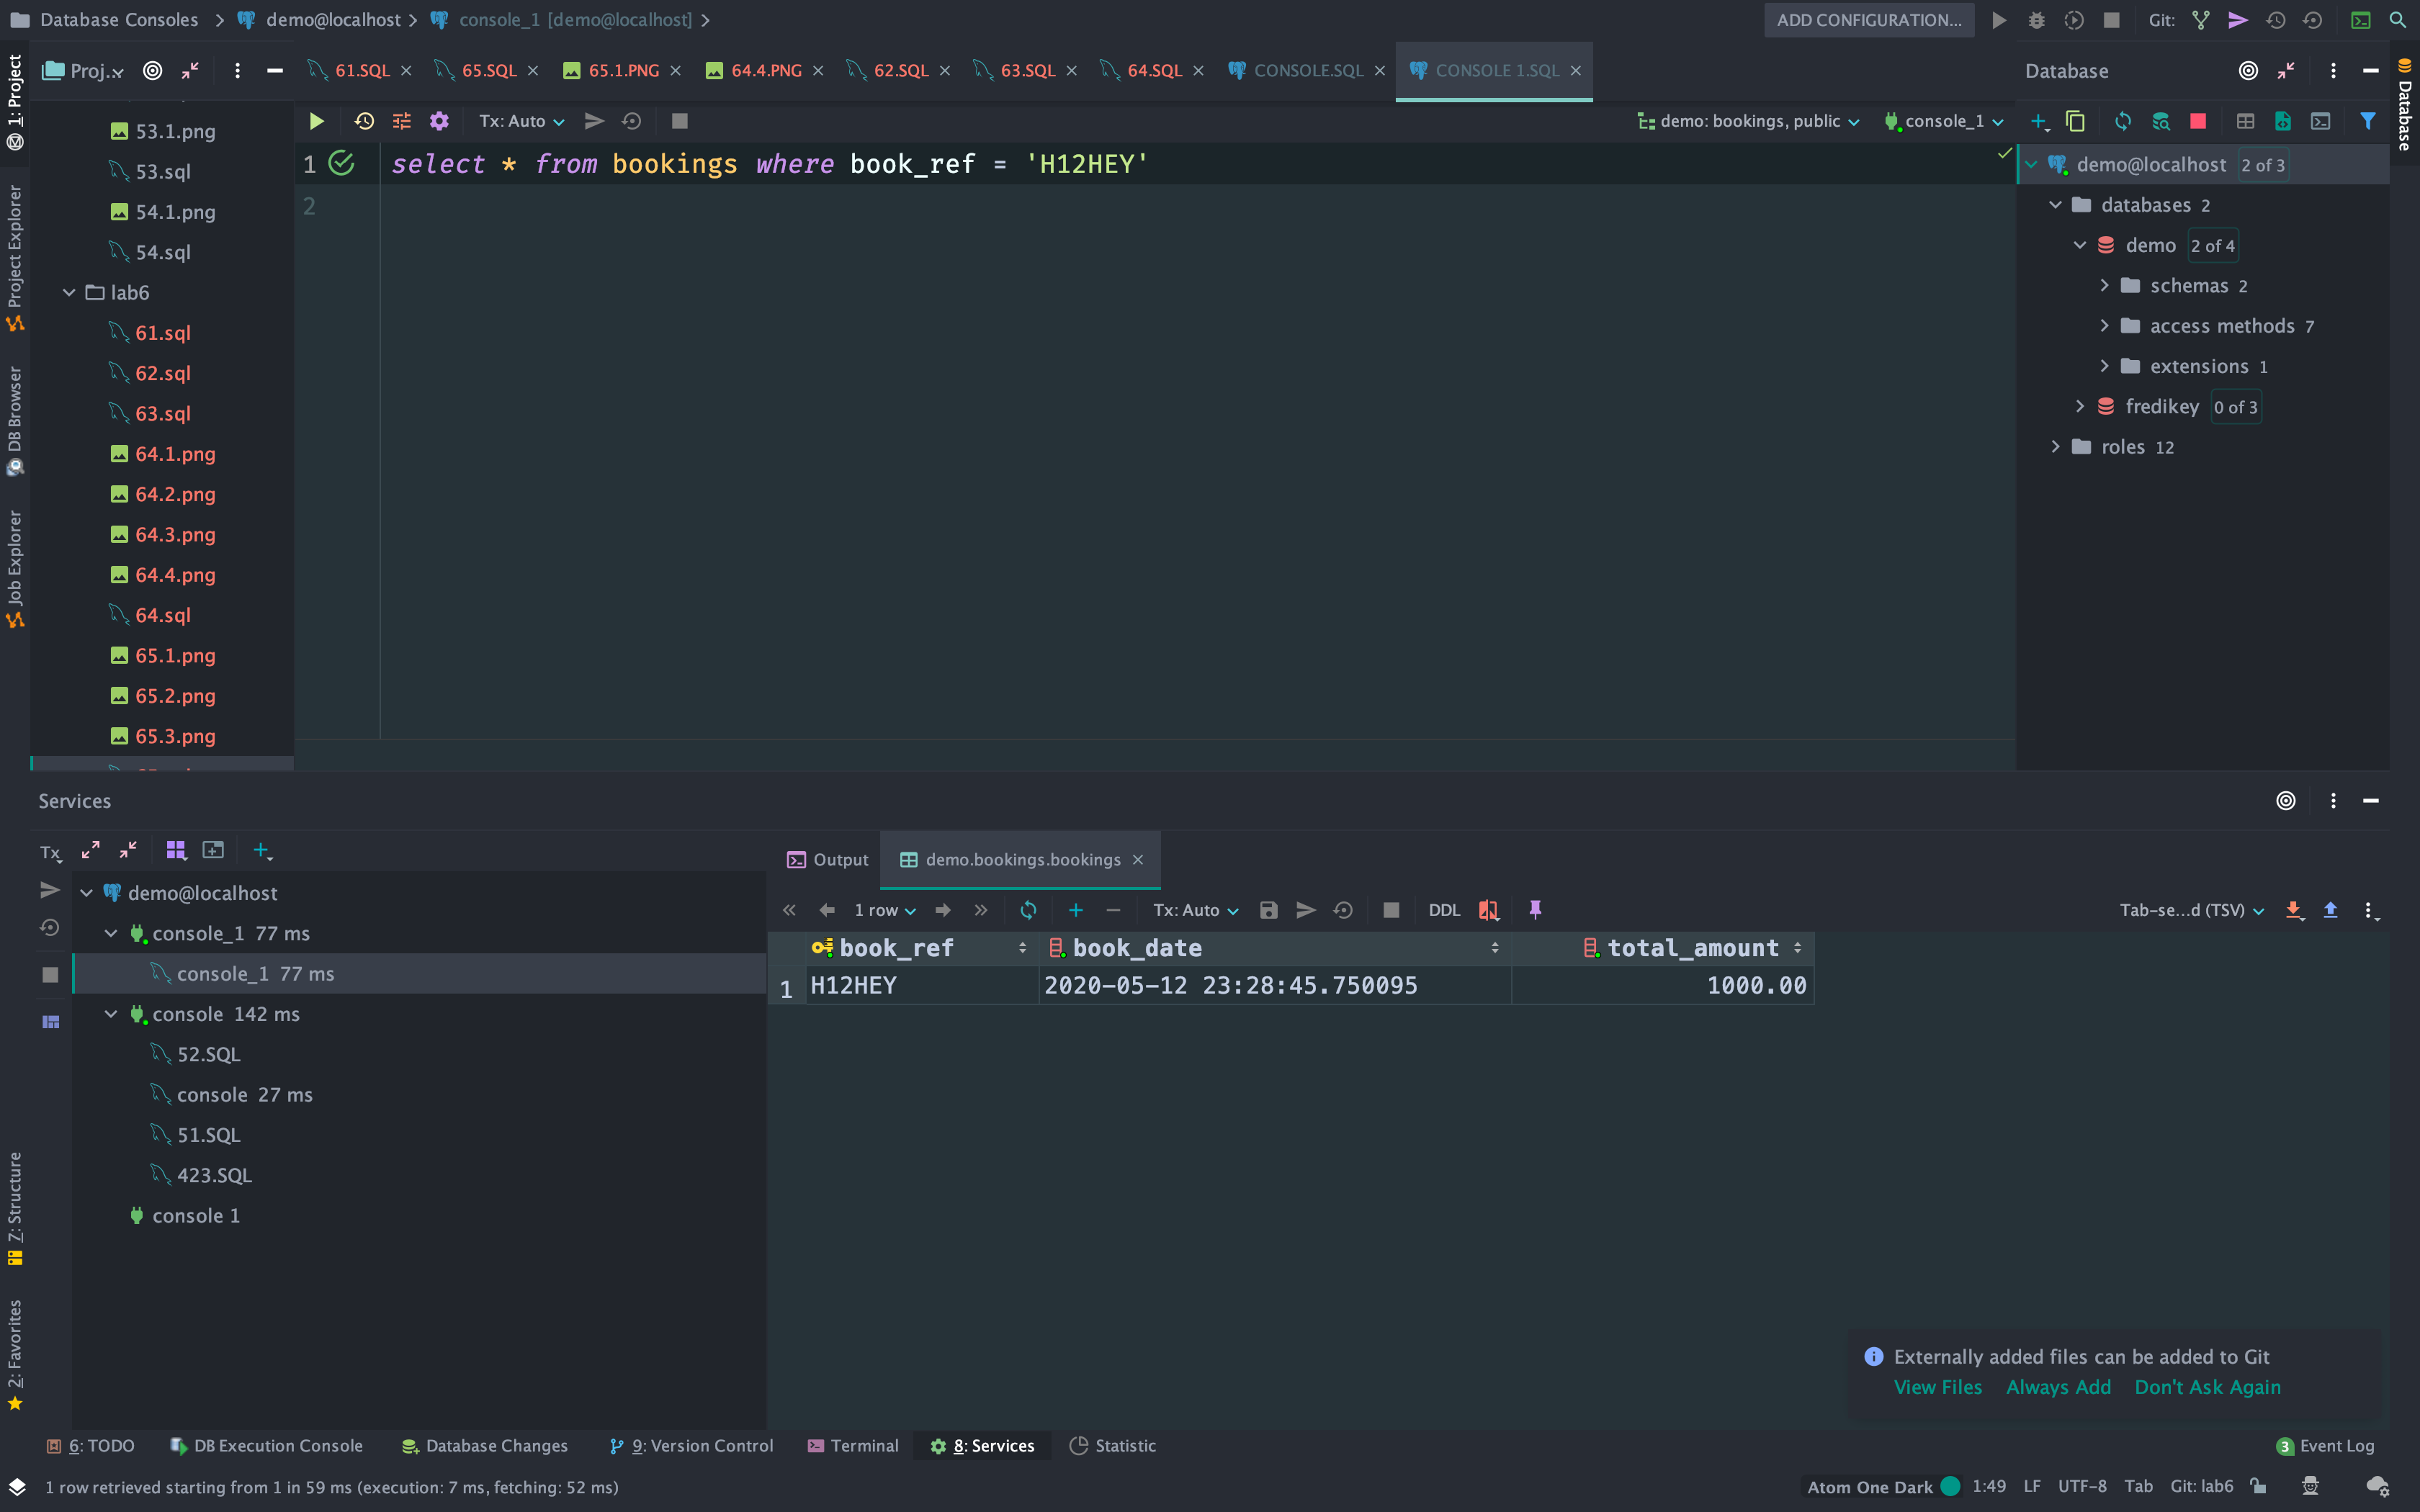 Database Consoles demo@localhost console_1 [demo@localhost]
ADD CONFIGURATION... Git:
Proj...
61.SQL 65.SQL 65.1.PNG 64.4.PNG 62.SQL 63.SQL 64.SQL CONSOLE.SQL CONSOLE 1.SQL
Database
1: Project
Project Explorer
DB Browser
Job Explorer
7: Structure
2: Favorites
Database
53.1.png
53.sql
54.1.png
54.sql
lab6
61.sql
62.sql
63.sql
64.1.png
64.2.png
64.3.png
64.4.png
64.sql
65.1.png
65.2.png
65.3.png
Tx: Auto
demo: bookings, public console_1
1 select * from bookings where book_ref = 'H12HEY'
2
demo@localhost 2 of 3
databases 2
demo 2 of 4
schemas 2
access methods 7
extensions 1
fredikey 0 of 3
roles 12
Services
Tx
demo@localhost
console_1 77 ms
console_1 77 ms
console 142 ms
52.SQL
console 27 ms
51.SQL
423.SQL
console 1
Output demo.bookings.bookings
1 row Tx: Auto DDL Tab-se...d (TSV)
book_ref book_date total_amount
1 H12HEY 2020-05-12 23:28:45.750095 1000.00
Externally added files can be added to Git
View Files Always Add Don't Ask Again
6: TODO DB Execution Console Database Changes 9: Version Control Terminal 8: Services Statistic 3 Event Log
1 row retrieved starting from 1 in 59 ms (execution: 7 ms, fetching: 52 ms)
Atom One Dark 1:49 LF UTF-8 Tab Git: lab6